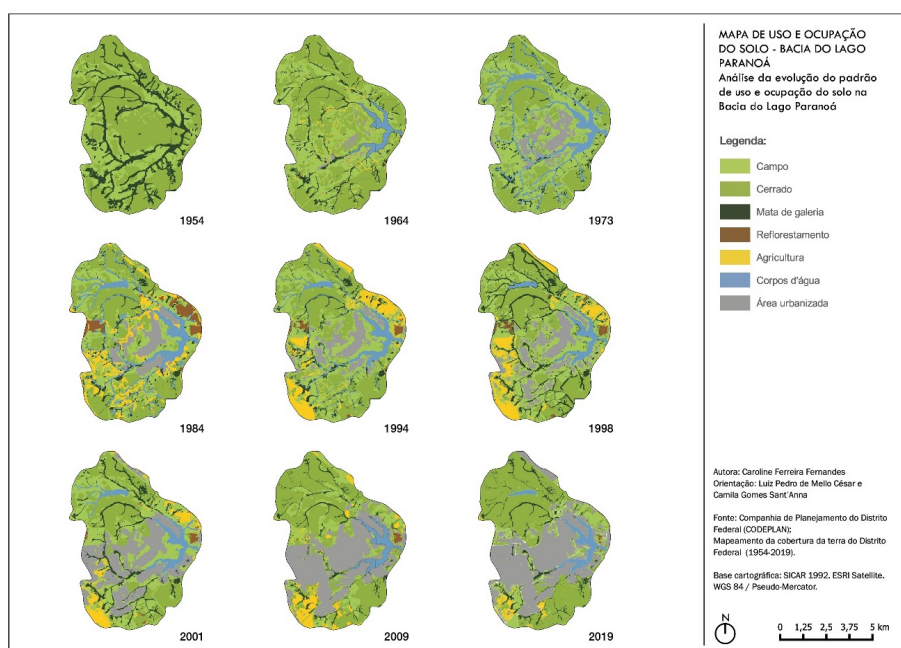 1954
1964
1973
1984
1994
1998
2001
2009
2019
MAPA DE USO E OCUPAÇÃO
DO SOLO - BACIA DO LAGO
PARANOÁ
Análise da evolução do padrão
de uso e ocupação do solo na
Bacia do Lago Paranoá
Legenda:
Campo
Cerrado
Mata de galeria
Reflorestamento
Agricultura
Corpos d'água
Área urbanizada
Autora: Caroline Ferreira Fernandes
Orientação: Luiz Pedro de Mello César e
Camila Gomes Sant'Anna
Fonte: Companhia de Planejamento do Distrito
Federal (CODEPLAN);
Mapeamento da cobertura da terra do Distrito
Federal (1954-2019).
Base cartográfica: SICAR 1992. ESRI Satellite.
WGS 84 / Pseudo-Mercator.
N
0 1,25 2,5 3,75 5 km